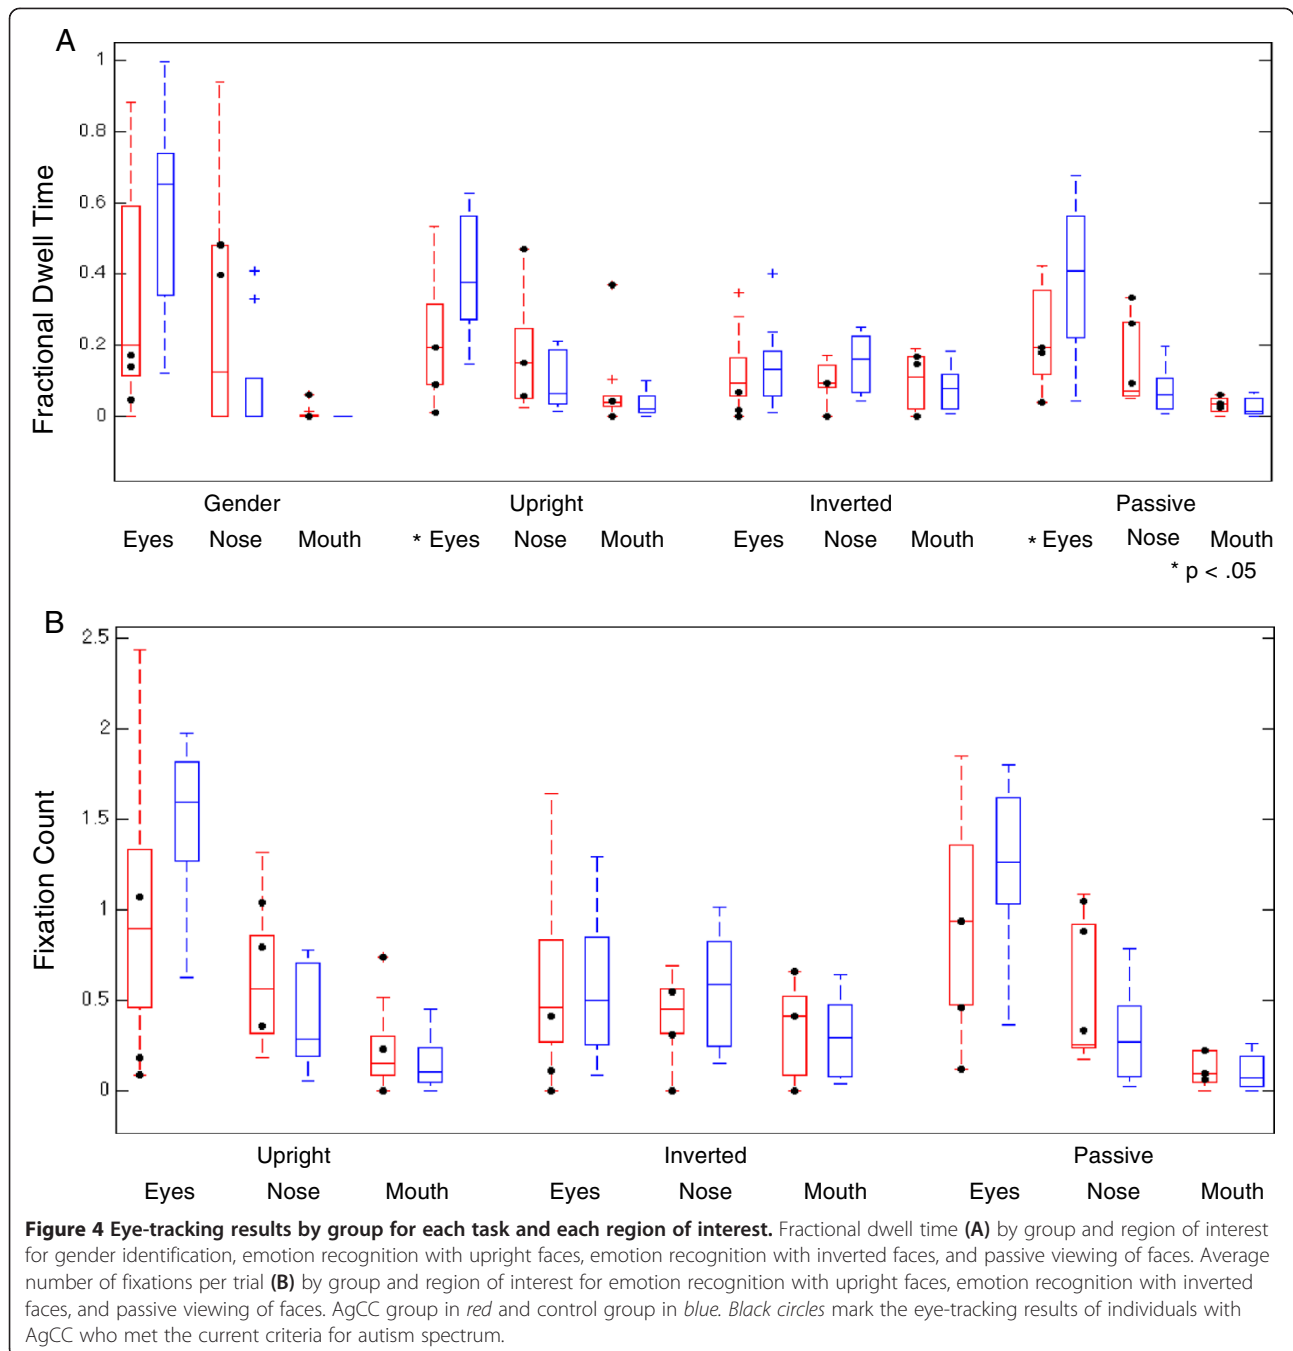 A
1
0.8
0.6
0.4
0.2
0
Fractional Dwell Time
Gender Upright Inverted Passive
Eyes Nose Mouth * Eyes Nose Mouth Eyes Nose Mouth * Eyes Nose Mouth
* p < .05
B
2.5
2
1.5
1
0.5
0
Fixation Count
Upright Inverted Passive
Eyes Nose Mouth Eyes Nose Mouth Eyes Nose Mouth
Figure 4 Eye-tracking results by group for each task and each region of interest. Fractional dwell time (A) by group and region of interest
for gender identification, emotion recognition with upright faces, emotion recognition with inverted faces, and passive viewing of faces. Average
number of fixations per trial (B) by group and region of interest for emotion recognition with upright faces, emotion recognition with inverted
faces, and passive viewing of faces. AgCC group in red and control group in blue. Black circles mark the eye-tracking results of individuals with
AgCC who met the current criteria for autism spectrum.